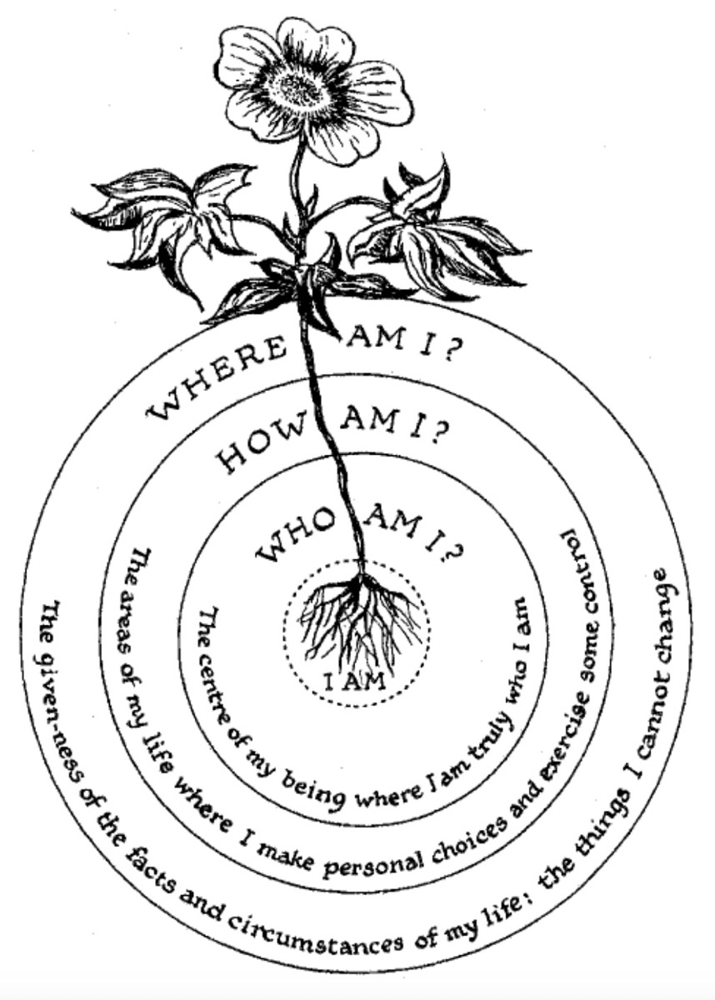 WHERE AM I?
HOW AM I?
WHO AM I?
I AM
The centre of my being where I am truly who I am
The areas of my life where I make personal choices and exercise some control
The given-ness of the facts and circumstances of my life: the things I cannot change